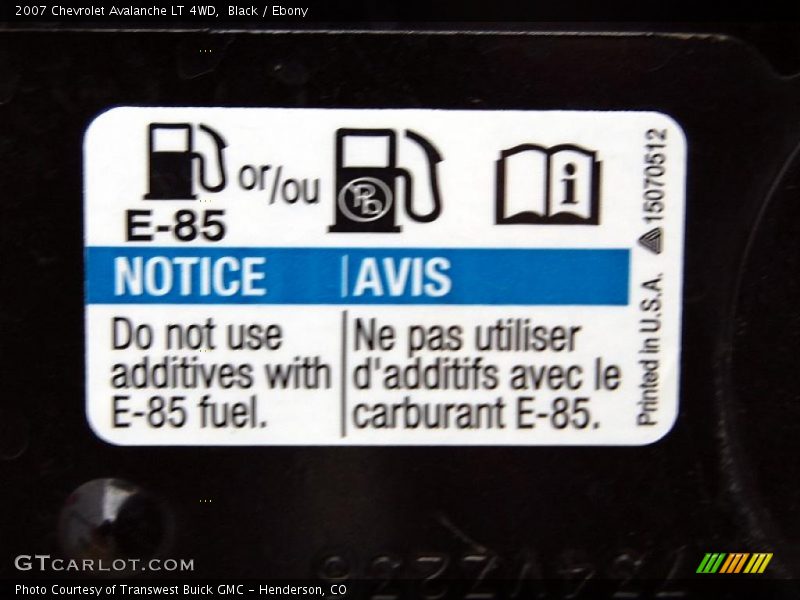 2007 Chevrolet Avalanche LT 4WD, Black / Ebony
or/ou
Pb
i
E-85
NOTICE
AVIS
Do not use
additives with
E-85 fuel.
Ne pas utiliser
d'additifs avec le
carburant E-85.
Printed in U.S.A.
15070512
GTCARLOT.COM
Photo Courtesy of Transwest Buick GMC - Henderson, CO